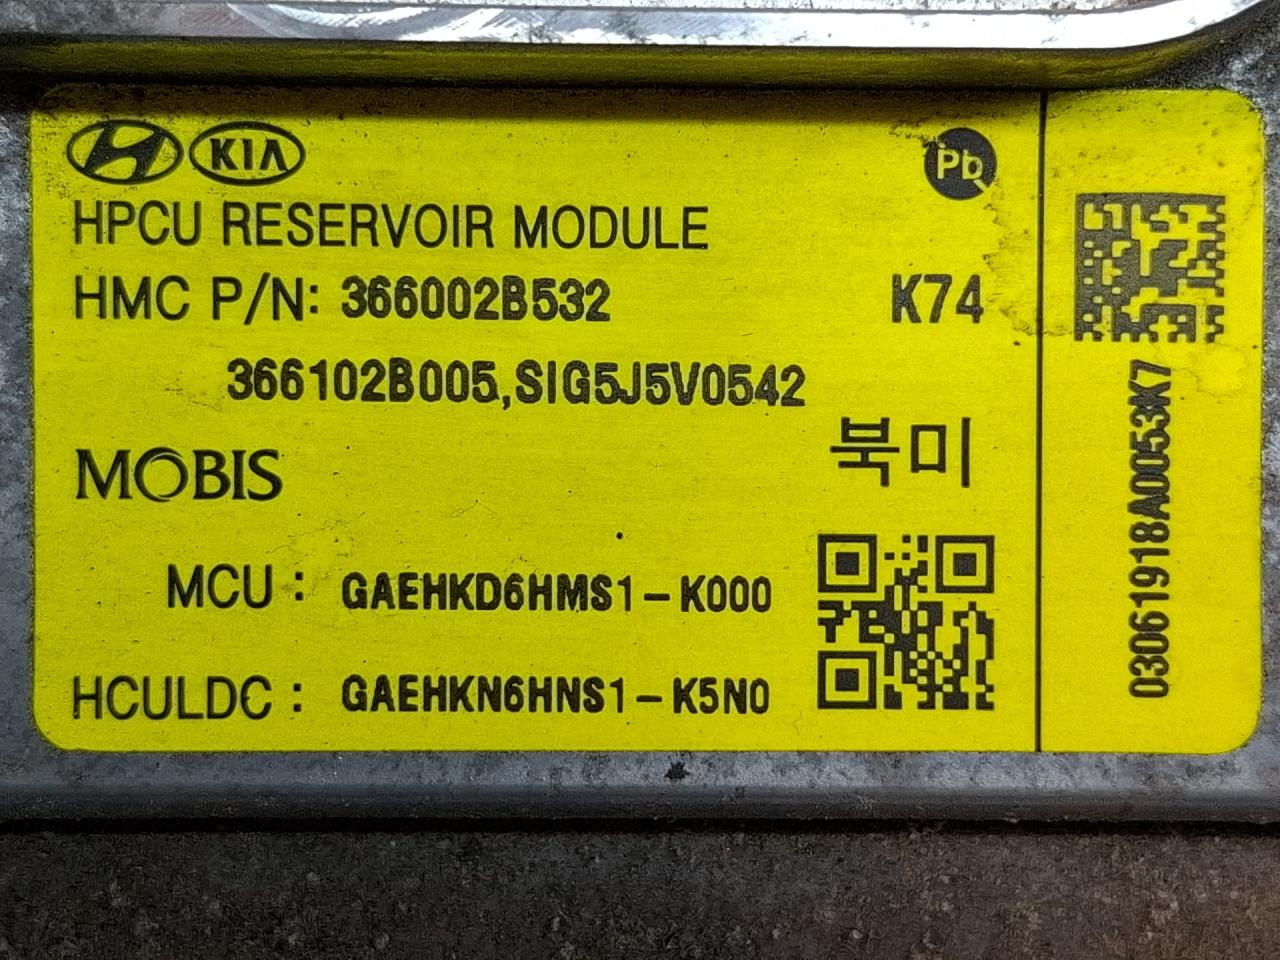 KIA
Pb
HPCU RESERVOIR MODULE
HMC P/N: 366002B532
K74
366102B005,SIG5J5V0542
MOBIS
북미
MCU : GAEHKD6HMS1-K000
HCULDC : GAEHKN6HNS1-K5N0
03061918A0053K7